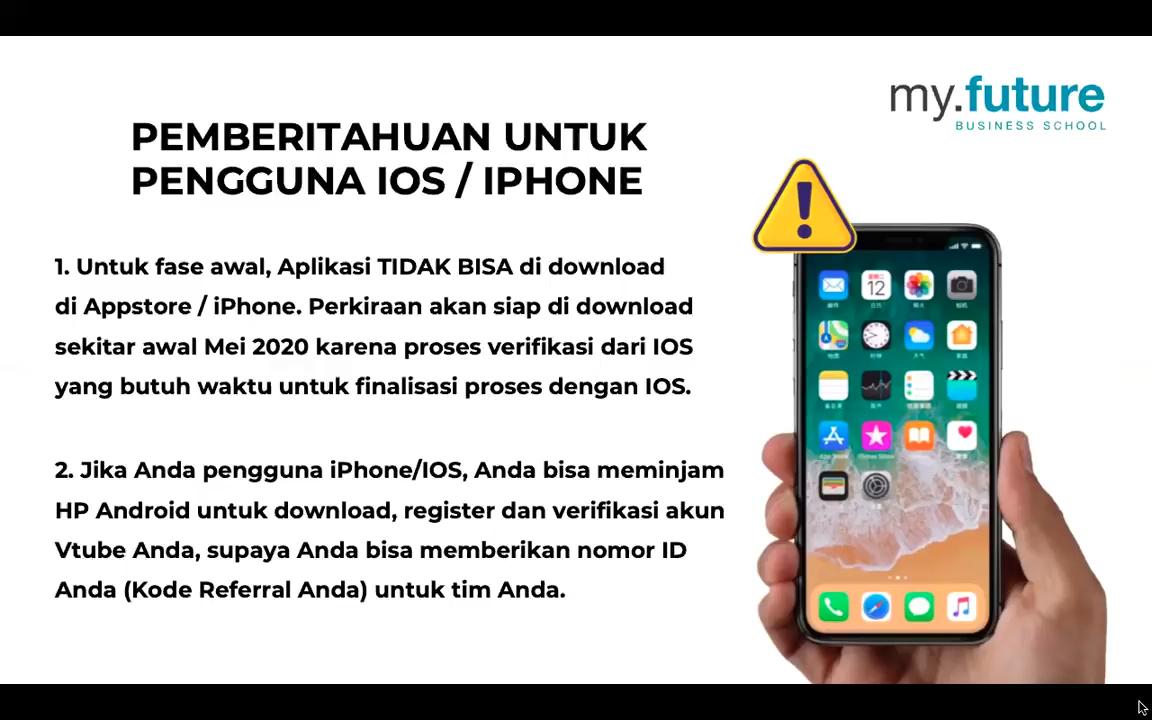 my.future
BUSINESS SCHOOL
PEMBERITAHUAN UNTUK
PENGGUNA IOS / IPHONE
1. Untuk fase awal, Aplikasi TIDAK BISA di download
di Appstore / iPhone. Perkiraan akan siap di download
sekitar awal Mei 2020 karena proses verifikasi dari IOS
yang butuh waktu untuk finalisasi proses dengan IOS.
2. Jika Anda pengguna iPhone/IOS, Anda bisa meminjam
HP Android untuk download, register dan verifikasi akun
Vtube Anda, supaya Anda bisa memberikan nomor ID
Anda (Kode Referral Anda) untuk tim Anda.
12